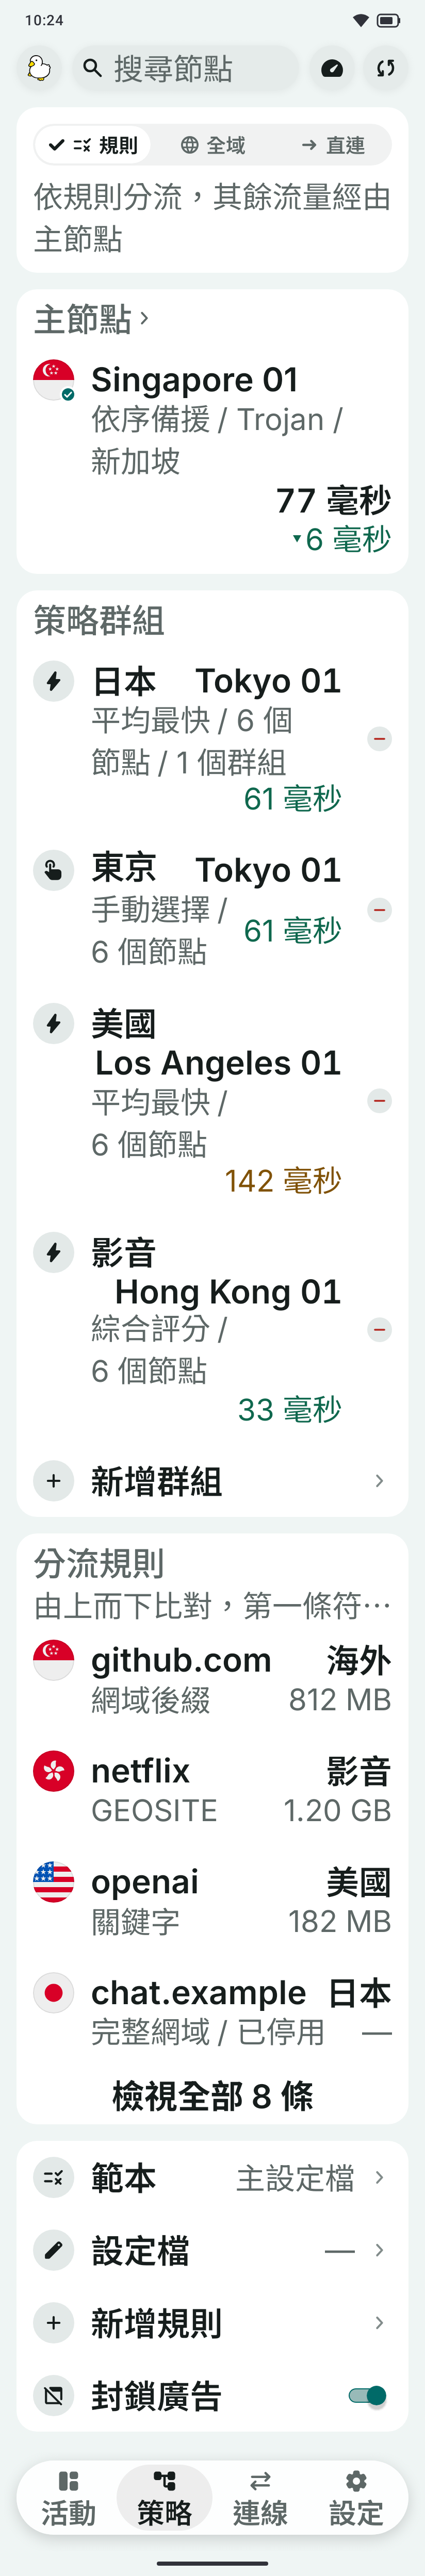 10:24
搜尋節點
規則 全域 直連
依規則分流，其餘流量經由
主節點
主節點
Singapore 01
依序備援 / Trojan /
新加坡
77 毫秒
▼6 毫秒
策略群組
日本 Tokyo 01
平均最快 / 6 個
節點 / 1 個群組
61 毫秒
東京 Tokyo 01
手動選擇 /
6 個節點
61 毫秒
美國
Los Angeles 01
平均最快 /
6 個節點
142 毫秒
影音
Hong Kong 01
綜合評分 /
6 個節點
33 毫秒
新增群組
分流規則
由上而下比對，第一條符…
github.com 海外
網域後綴 812 MB
netflix 影音
GEOSITE 1.20 GB
openai 美國
關鍵字 182 MB
chat.example 日本
完整網域 / 已停用 —
檢視全部 8 條
範本 主設定檔
設定檔 —
新增規則
封鎖廣告
活動 策略 連線 設定